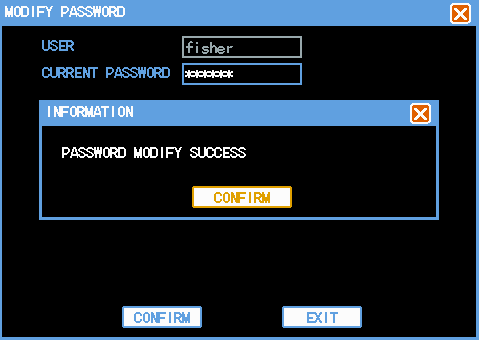 MODIFY PASSWORD
USER fisher
CURRENT PASSWORD ******
INFORMATION
PASSWORD MODIFY SUCCESS
CONFIRM
CONFIRM EXIT